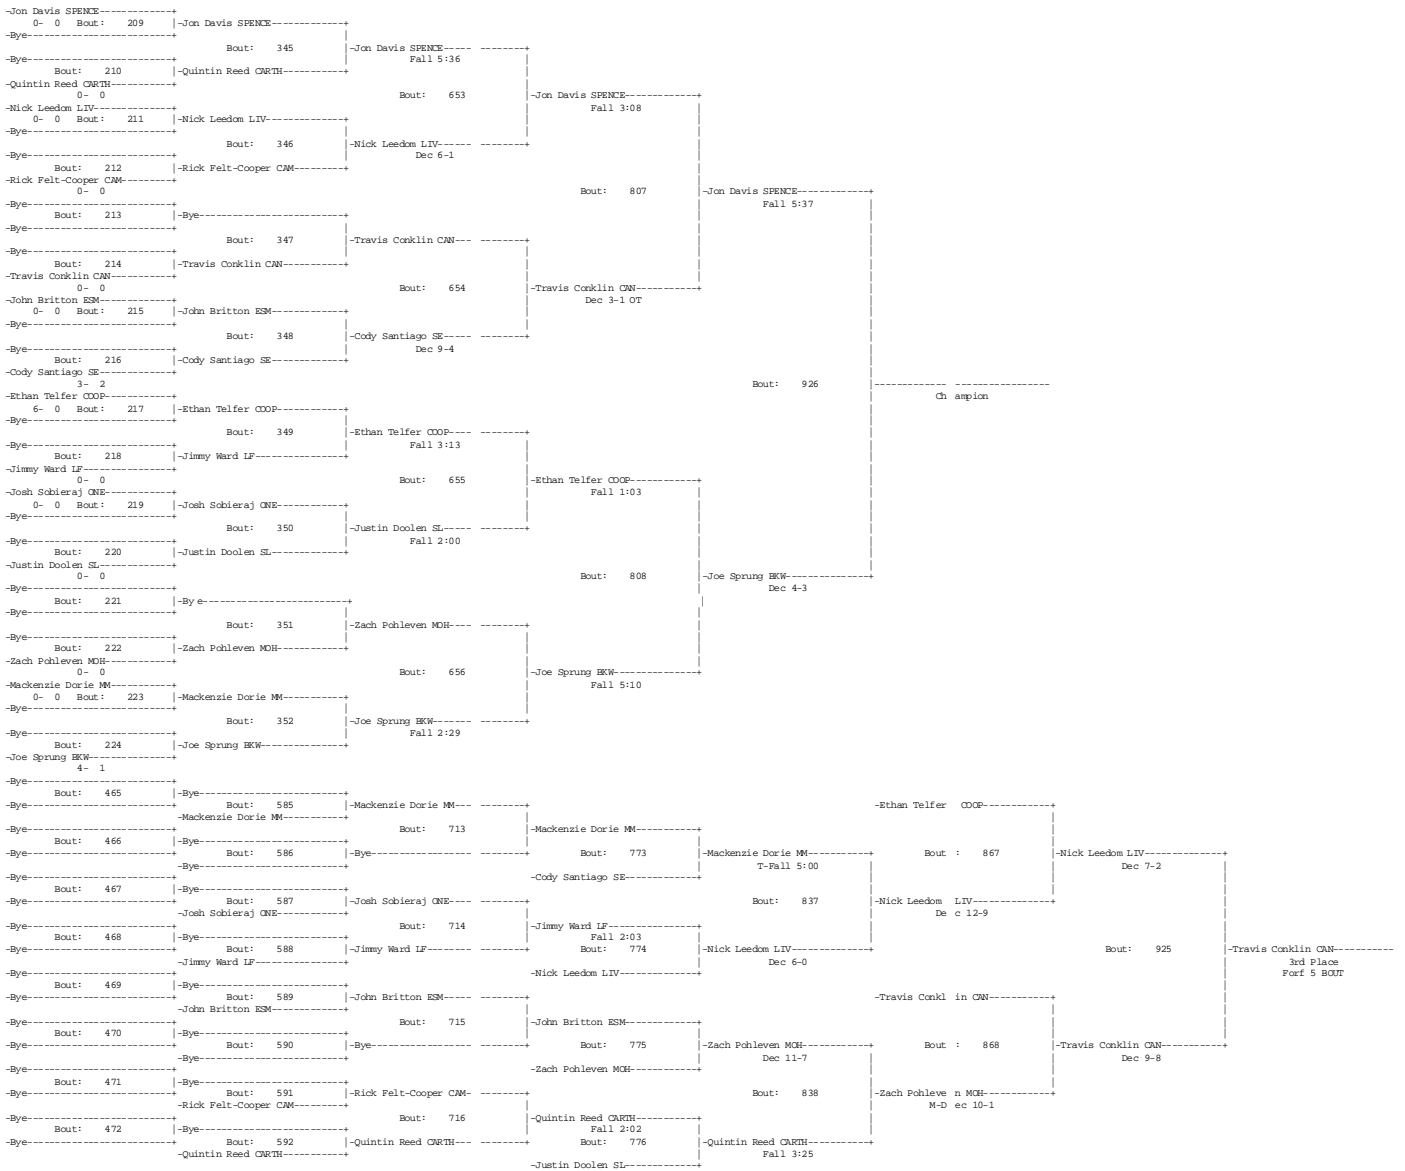 -Jon Davis SPENCE------------+
0- 0 Bout: 209 |-Jon Davis SPENCE------------+
-Bye------------------------+
Bout: 345 |-Jon Davis SPENCE----- --------+
-Bye------------------------+ Fall 5:36
Bout: 210 |-Quintin Reed CARTH-----------+
-Quintin Reed CARTH-----------+
0- 0 Bout: 653 |-Jon Davis SPENCE-------------+
-Nick Leedom LIV-------------+ Fall 3:08
0- 0 Bout: 211 |-Nick Leedom LIV-------------+
-Bye------------------------+
Bout: 346 |-Nick Leedom LIV------ --------+
-Bye------------------------+ Dec 6-1
Bout: 212 |-Rick Felt-Cooper CAM---------+
-Rick Felt-Cooper CAM---------+
0- 0 Bout: 807 |-Jon Davis SPENCE-------------+
-Bye------------------------+ Fall 5:37
Bout: 213 |-Bye------------------------+
-Bye------------------------+
Bout: 347 |-Travis Conklin CAN--- --------+
-Bye------------------------+
Bout: 214 |-Travis Conklin CAN-----------+
-Travis Conklin CAN-----------+
0- 0 Bout: 654 |-Travis Conklin CAN-----------+
-John Britton ESM------------+ Dec 3-1 OT
0- 0 Bout: 215 |-John Britton ESM------------+
-Bye------------------------+
Bout: 348 |-Cody Santiago SE----- --------+
-Bye------------------------+ Dec 9-4
Bout: 216 |-Cody Santiago SE-------------+
-Cody Santiago SE------------+
3- 2 Bout: 926 |------------- -----------------
-Ethan Telfer COOP------------+ Ch ampion
6- 0 Bout: 217 |-Ethan Telfer COOP------------+
-Bye------------------------+
Bout: 349 |-Ethan Telfer COOP---- --------+
-Bye------------------------+ Fall 3:13
Bout: 218 |-Jimmy Ward LF---------------+
-Jimmy Ward LF---------------+
0- 0 Bout: 655 |-Ethan Telfer COOP------------+
-Josh Sobieraj ONE------------+ Fall 1:03
0- 0 Bout: 219 |-Josh Sobieraj ONE------------+
-Bye------------------------+
Bout: 350 |-Justin Doolen SL----- --------+
-Bye------------------------+ Fall 2:00
Bout: 220 |-Justin Doolen SL-------------+
-Justin Doolen SL-------------+
0- 0 Bout: 808 |-Joe Sprung BKW--------------+
-Bye------------------------+ Dec 4-3
Bout: 221 |-By e------------------------+
-Bye------------------------+
Bout: 351 |-Zach Pohleven MOH---- --------+
-Bye------------------------+
Bout: 222 |-Zach Pohleven MOH------------+
-Zach Pohleven MOH-----------+
0- 0 Bout: 656 |-Joe Sprung BKW--------------+
-Mackenzie Dorie MM-----------+ Fall 5:10
0- 0 Bout: 223 |-Mackenzie Dorie MM-----------+
-Bye------------------------+
Bout: 352 |-Joe Sprung BKW------- --------+
-Bye------------------------+ Fall 2:29
Bout: 224 |-Joe Sprung BKW--------------+
-Joe Sprung BKW--------------+
4- 1
-Bye------------------------+
Bout: 465 |-Bye------------------------+
-Bye------------------------+ Bout: 585 |-Mackenzie Dorie MM--- --------+ -Ethan Telfer COOP------------+
-Mackenzie Dorie MM-----------+
-Bye------------------------+ Bout: 713 |-Mackenzie Dorie MM-----------+
Bout: 466 |-Bye------------------------+
-Bye------------------------+ Bout: 586 |-Bye----------------- --------+ Bout: 773 |-Mackenzie Dorie MM-----------+ Bout : 867 |-Nick Leedom LIV--------------+
-Bye------------------------+ T-Fall 5:00 Dec 7-2
-Bye------------------------+ -Cody Santiago SE-------------+
Bout: 467 |-Bye------------------------+
-Bye------------------------+ Bout: 587 |-Josh Sobieraj ONE---- --------+ Bout: 837 |-Nick Leedom LIV--------------+
-Josh Sobieraj ONE------------+ De c 12-9
-Bye------------------------+ Bout: 714 |-Jimmy Ward LF---------------+
Bout: 468 |-Bye------------------------+ Fall 2:03
-Bye------------------------+ Bout: 588 |-Jimmy Ward LF-------- --------+ Bout: 774 |-Nick Leedom LIV--------------+ Bout: 925 |-Travis Conklin CAN-----------
-Jimmy Ward LF---------------+ Dec 6-0 3rd Place
-Bye------------------------+ -Nick Leedom LIV--------------+ Forf 5 BOUT
Bout: 469 |-Bye------------------------+
-Bye------------------------+ Bout: 589 |-John Britton ESM----- --------+ -Travis Conkl in CAN-----------+
-John Britton ESM------------+
-Bye------------------------+ Bout: 715 |-John Britton ESM-------------+
Bout: 470 |-Bye------------------------+
-Bye------------------------+ Bout: 590 |-Bye----------------- --------+ Bout: 775 |-Zach Pohleven MOH------------+ Bout : 868 |-Travis Conklin CAN-----------+
-Bye------------------------+ Dec 11-7 Dec 9-8
-Bye------------------------+ -Zach Pohleven MOH------------+
Bout: 471 |-Bye------------------------+
-Bye------------------------+ Bout: 591 |-Rick Felt-Cooper CAM- --------+ Bout: 838 |-Zach Pohleve n MOH-----------+
-Rick Felt-Cooper CAM---------+ M-D ec 10-1
-Bye------------------------+ Bout: 716 |-Quintin Reed CARTH-----------+
Bout: 472 |-Bye------------------------+ Fall 2:02
-Bye------------------------+ Bout: 592 |-Quintin Reed CARTH--- --------+ Bout: 776 |-Quintin Reed CARTH-----------+
-Quintin Reed CARTH-----------+ Fall 3:25
-Justin Doolen SL-------------+